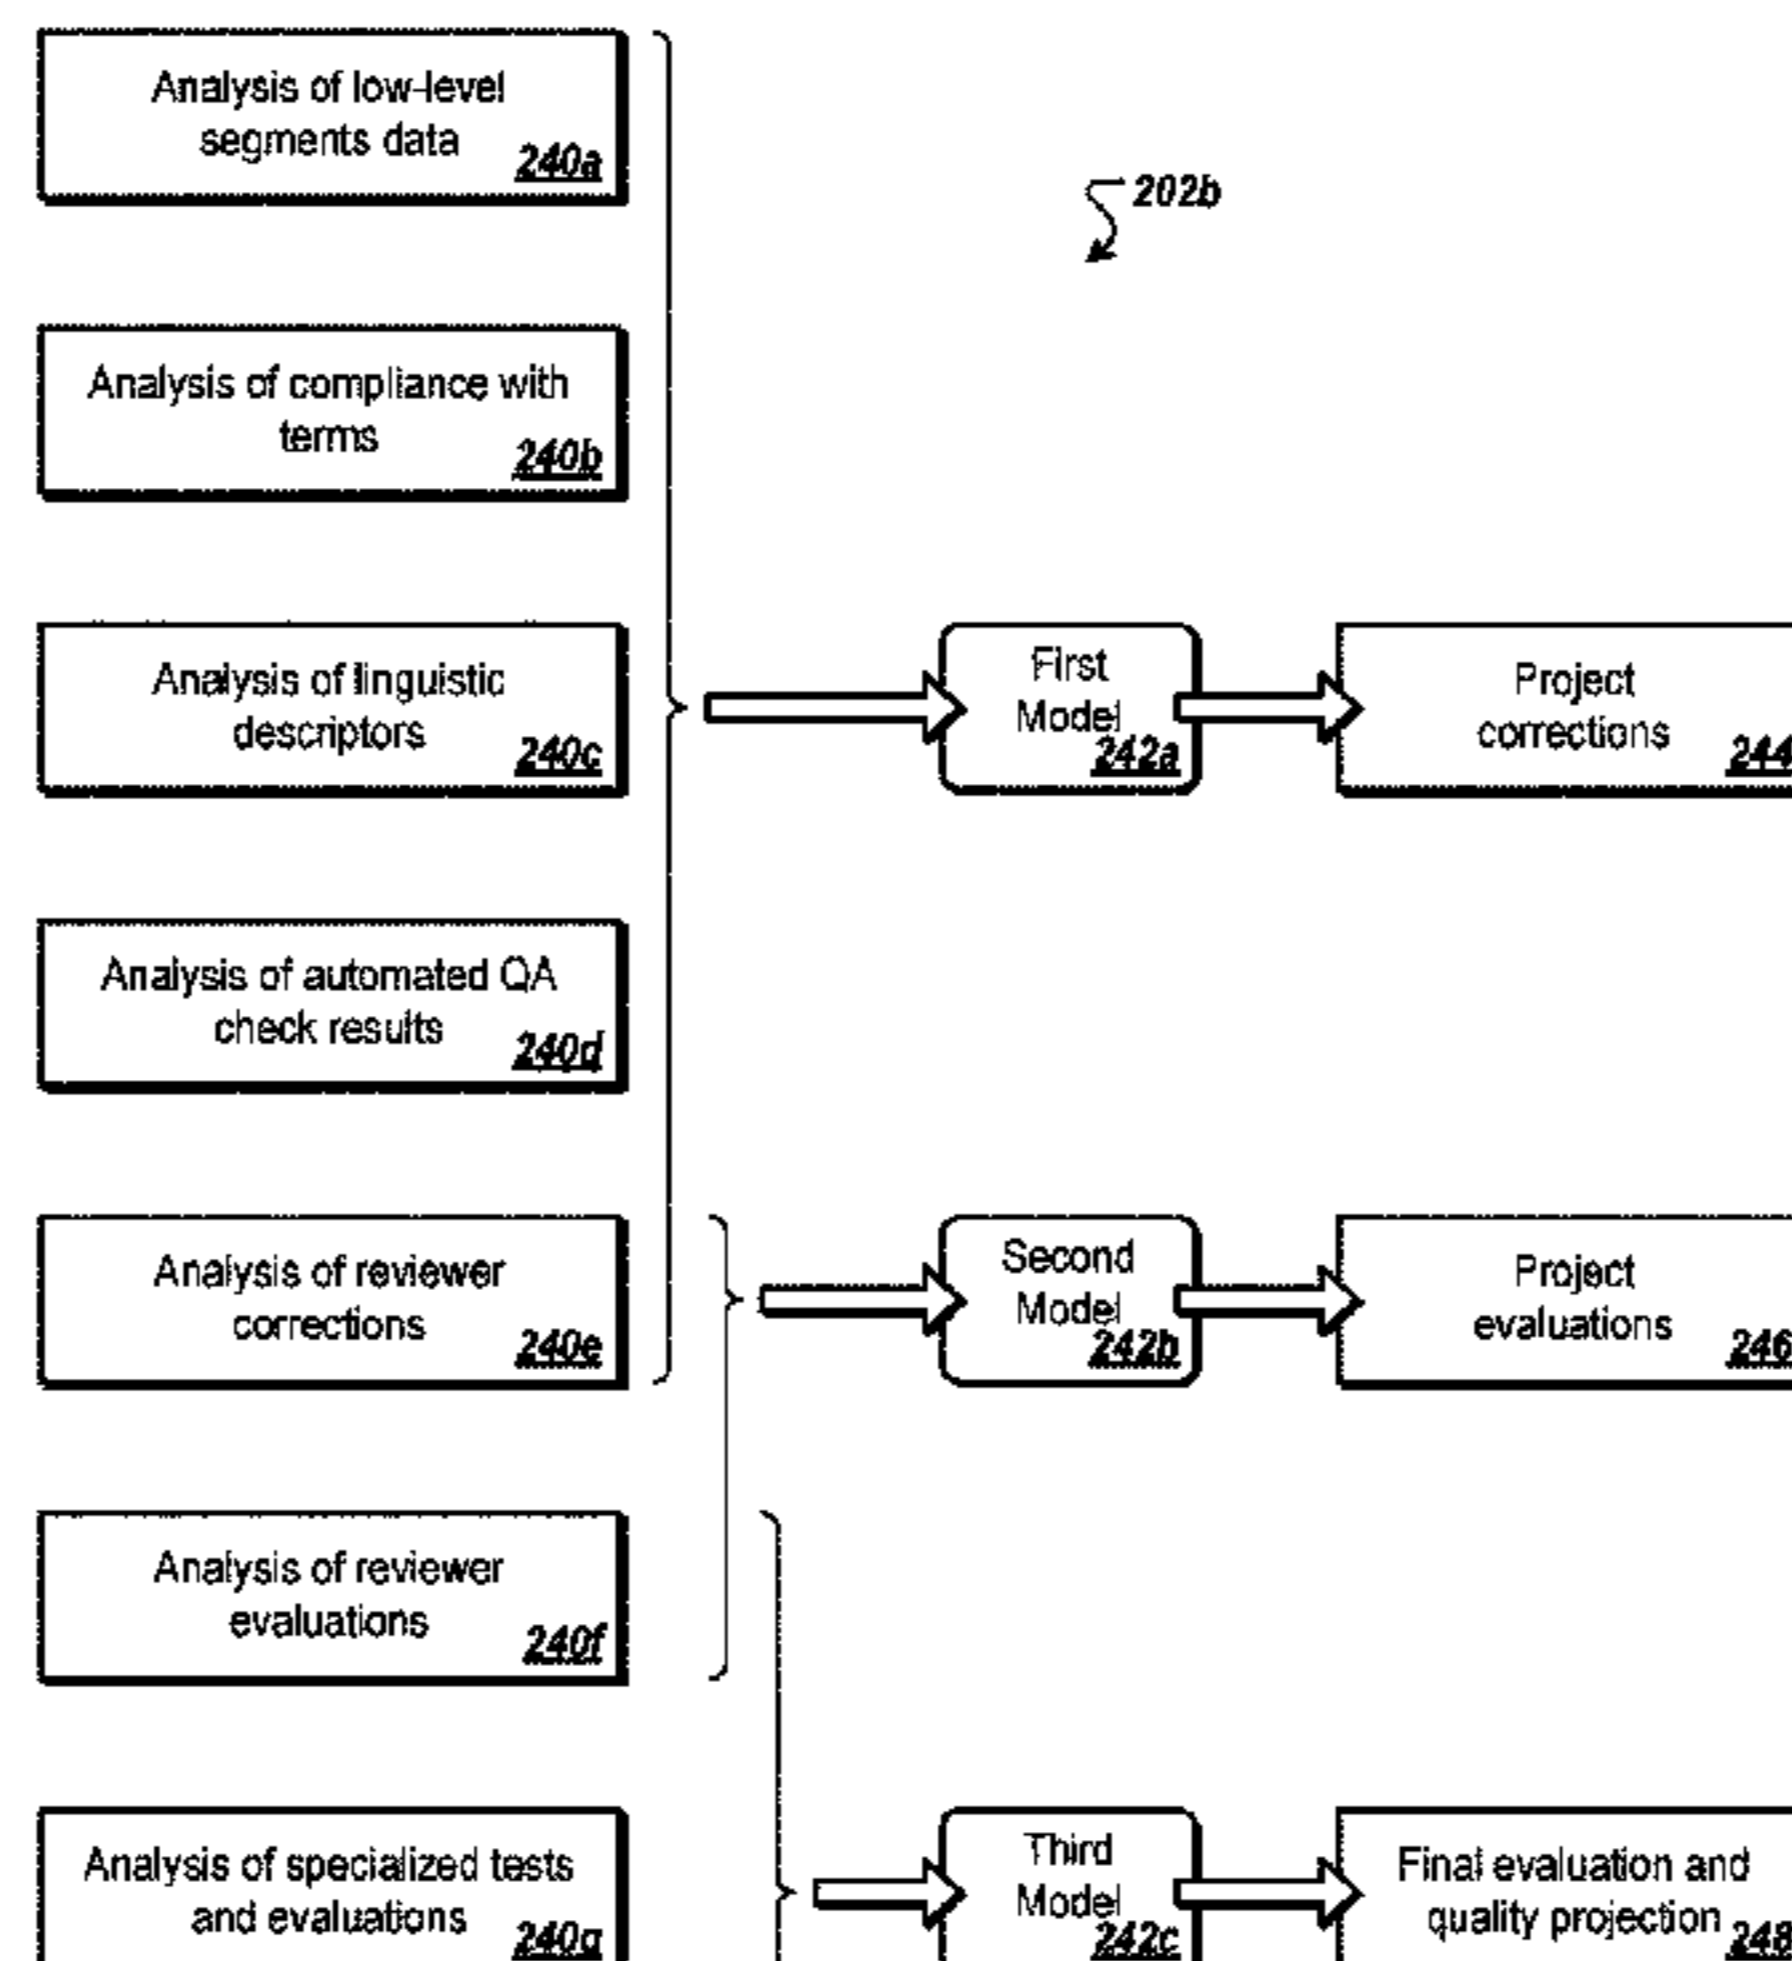 Analysis of low-level
segments data
240a
202b
Analysis of compliance with
terms
240b
Analysis of linguistic
descriptors
240c
First
Model
242a
Project
corrections
244
Analysis of automated QA
check results
240d
Analysis of reviewer
corrections
240e
Second
Model
242b
Project
evaluations
246
Analysis of reviewer
evaluations
240f
Analysis of specialized tests
and evaluations
240g
Third
Model
242c
Final evaluation and
quality projection
248